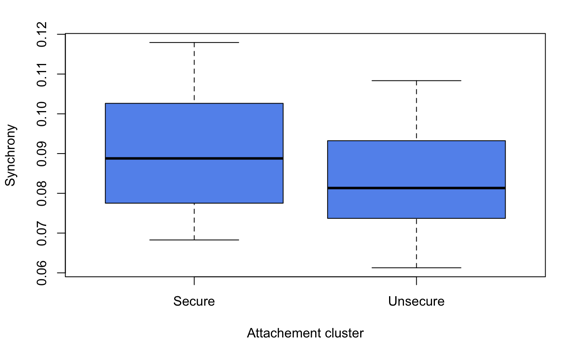 Synchrony
0.12
0.11
0.10
0.09
0.08
0.07
0.06
Secure
Unsecure
Attachement cluster